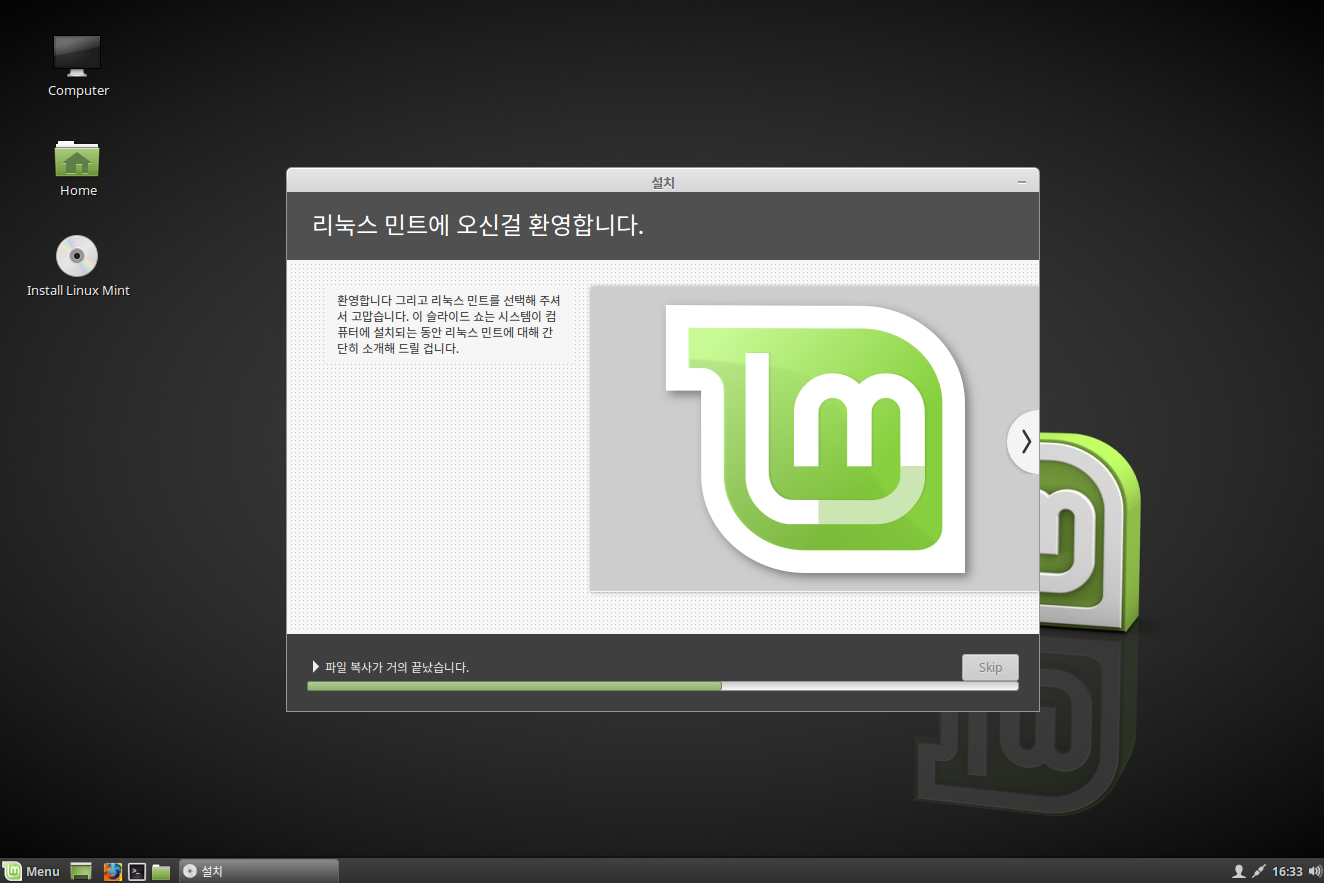 Computer
Home
Install Linux Mint
설치
리눅스 민트에 오신걸 환영합니다.
환영합니다 그리고 리눅스 민트를 선택해 주셔
서 고맙습니다. 이 슬라이드 쇼는 시스템이 컴
퓨터에 설치되는 동안 리눅스 민트에 대해 간
단히 소개해 드릴 겁니다.
파일 복사가 거의 끝났습니다.
Skip
Menu
설치
16:33